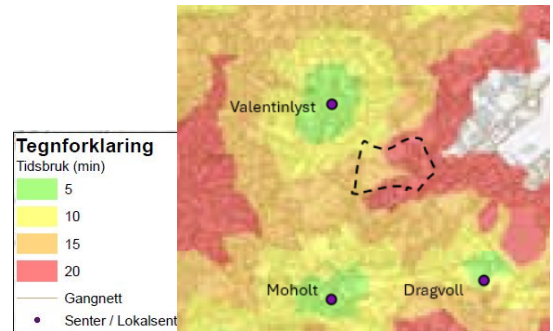 Valentinlyst
Tegnforklaring
Tidsbruk (min)
5
10
15
20
Gangnett
Senter / Lokalsent
Moholt
Dragvoll